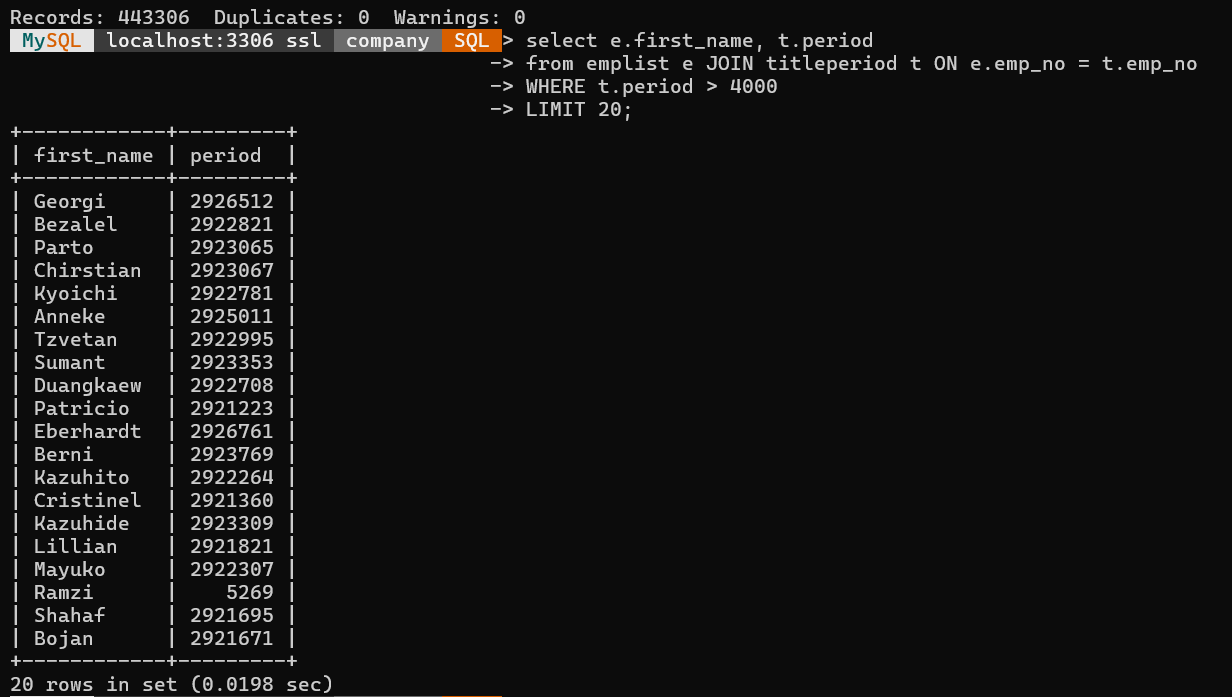 Records: 443306  Duplicates: 0  Warnings: 0
MySQL  localhost:3306 ssl  company  SQL > select e.first_name, t.period
-> from emplist e JOIN titleperiod t ON e.emp_no = t.emp_no
-> WHERE t.period > 4000
-> LIMIT 20;
+------------+---------+
| first_name | period  |
+------------+---------+
| Georgi     | 2926512 |
| Bezalel    | 2922821 |
| Parto      | 2923065 |
| Chirstian  | 2923067 |
| Kyoichi    | 2922781 |
| Anneke     | 2925011 |
| Tzvetan    | 2922995 |
| Sumant     | 2923353 |
| Duangkaew  | 2922708 |
| Patricio   | 2921223 |
| Eberhardt  | 2926761 |
| Berni      | 2923769 |
| Kazuhito   | 2922264 |
| Cristinel  | 2921360 |
| Kazuhide   | 2923309 |
| Lillian    | 2921821 |
| Mayuko     | 2922307 |
| Ramzi      |    5269 |
| Shahaf     | 2921695 |
| Bojan      | 2921671 |
+------------+---------+
20 rows in set (0.0198 sec)